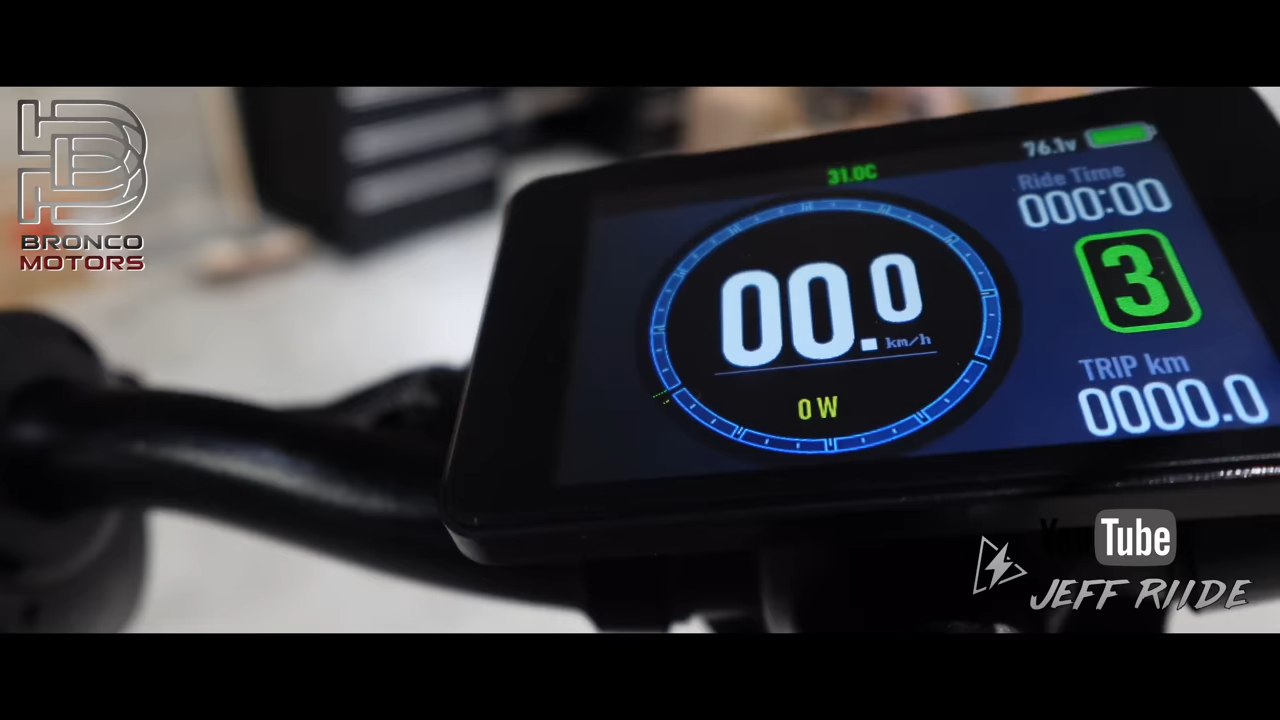 BRONCO
MOTORS
76.1v
31.0C
Ride Time
000:00
3
00.0
km/h
0 W
TRIP km
0000.0
YouTube
JEFF RIIDE